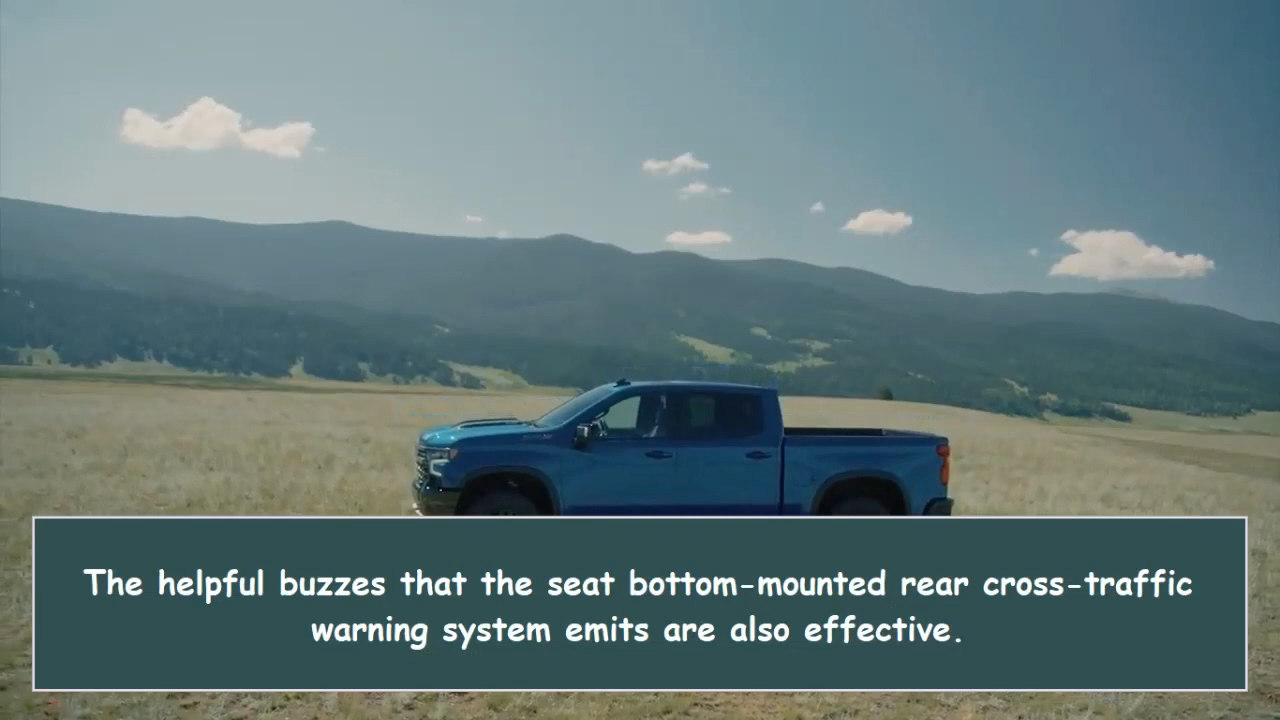 The helpful buzzes that the seat bottom-mounted rear cross-traffic
warning system emits are also effective.